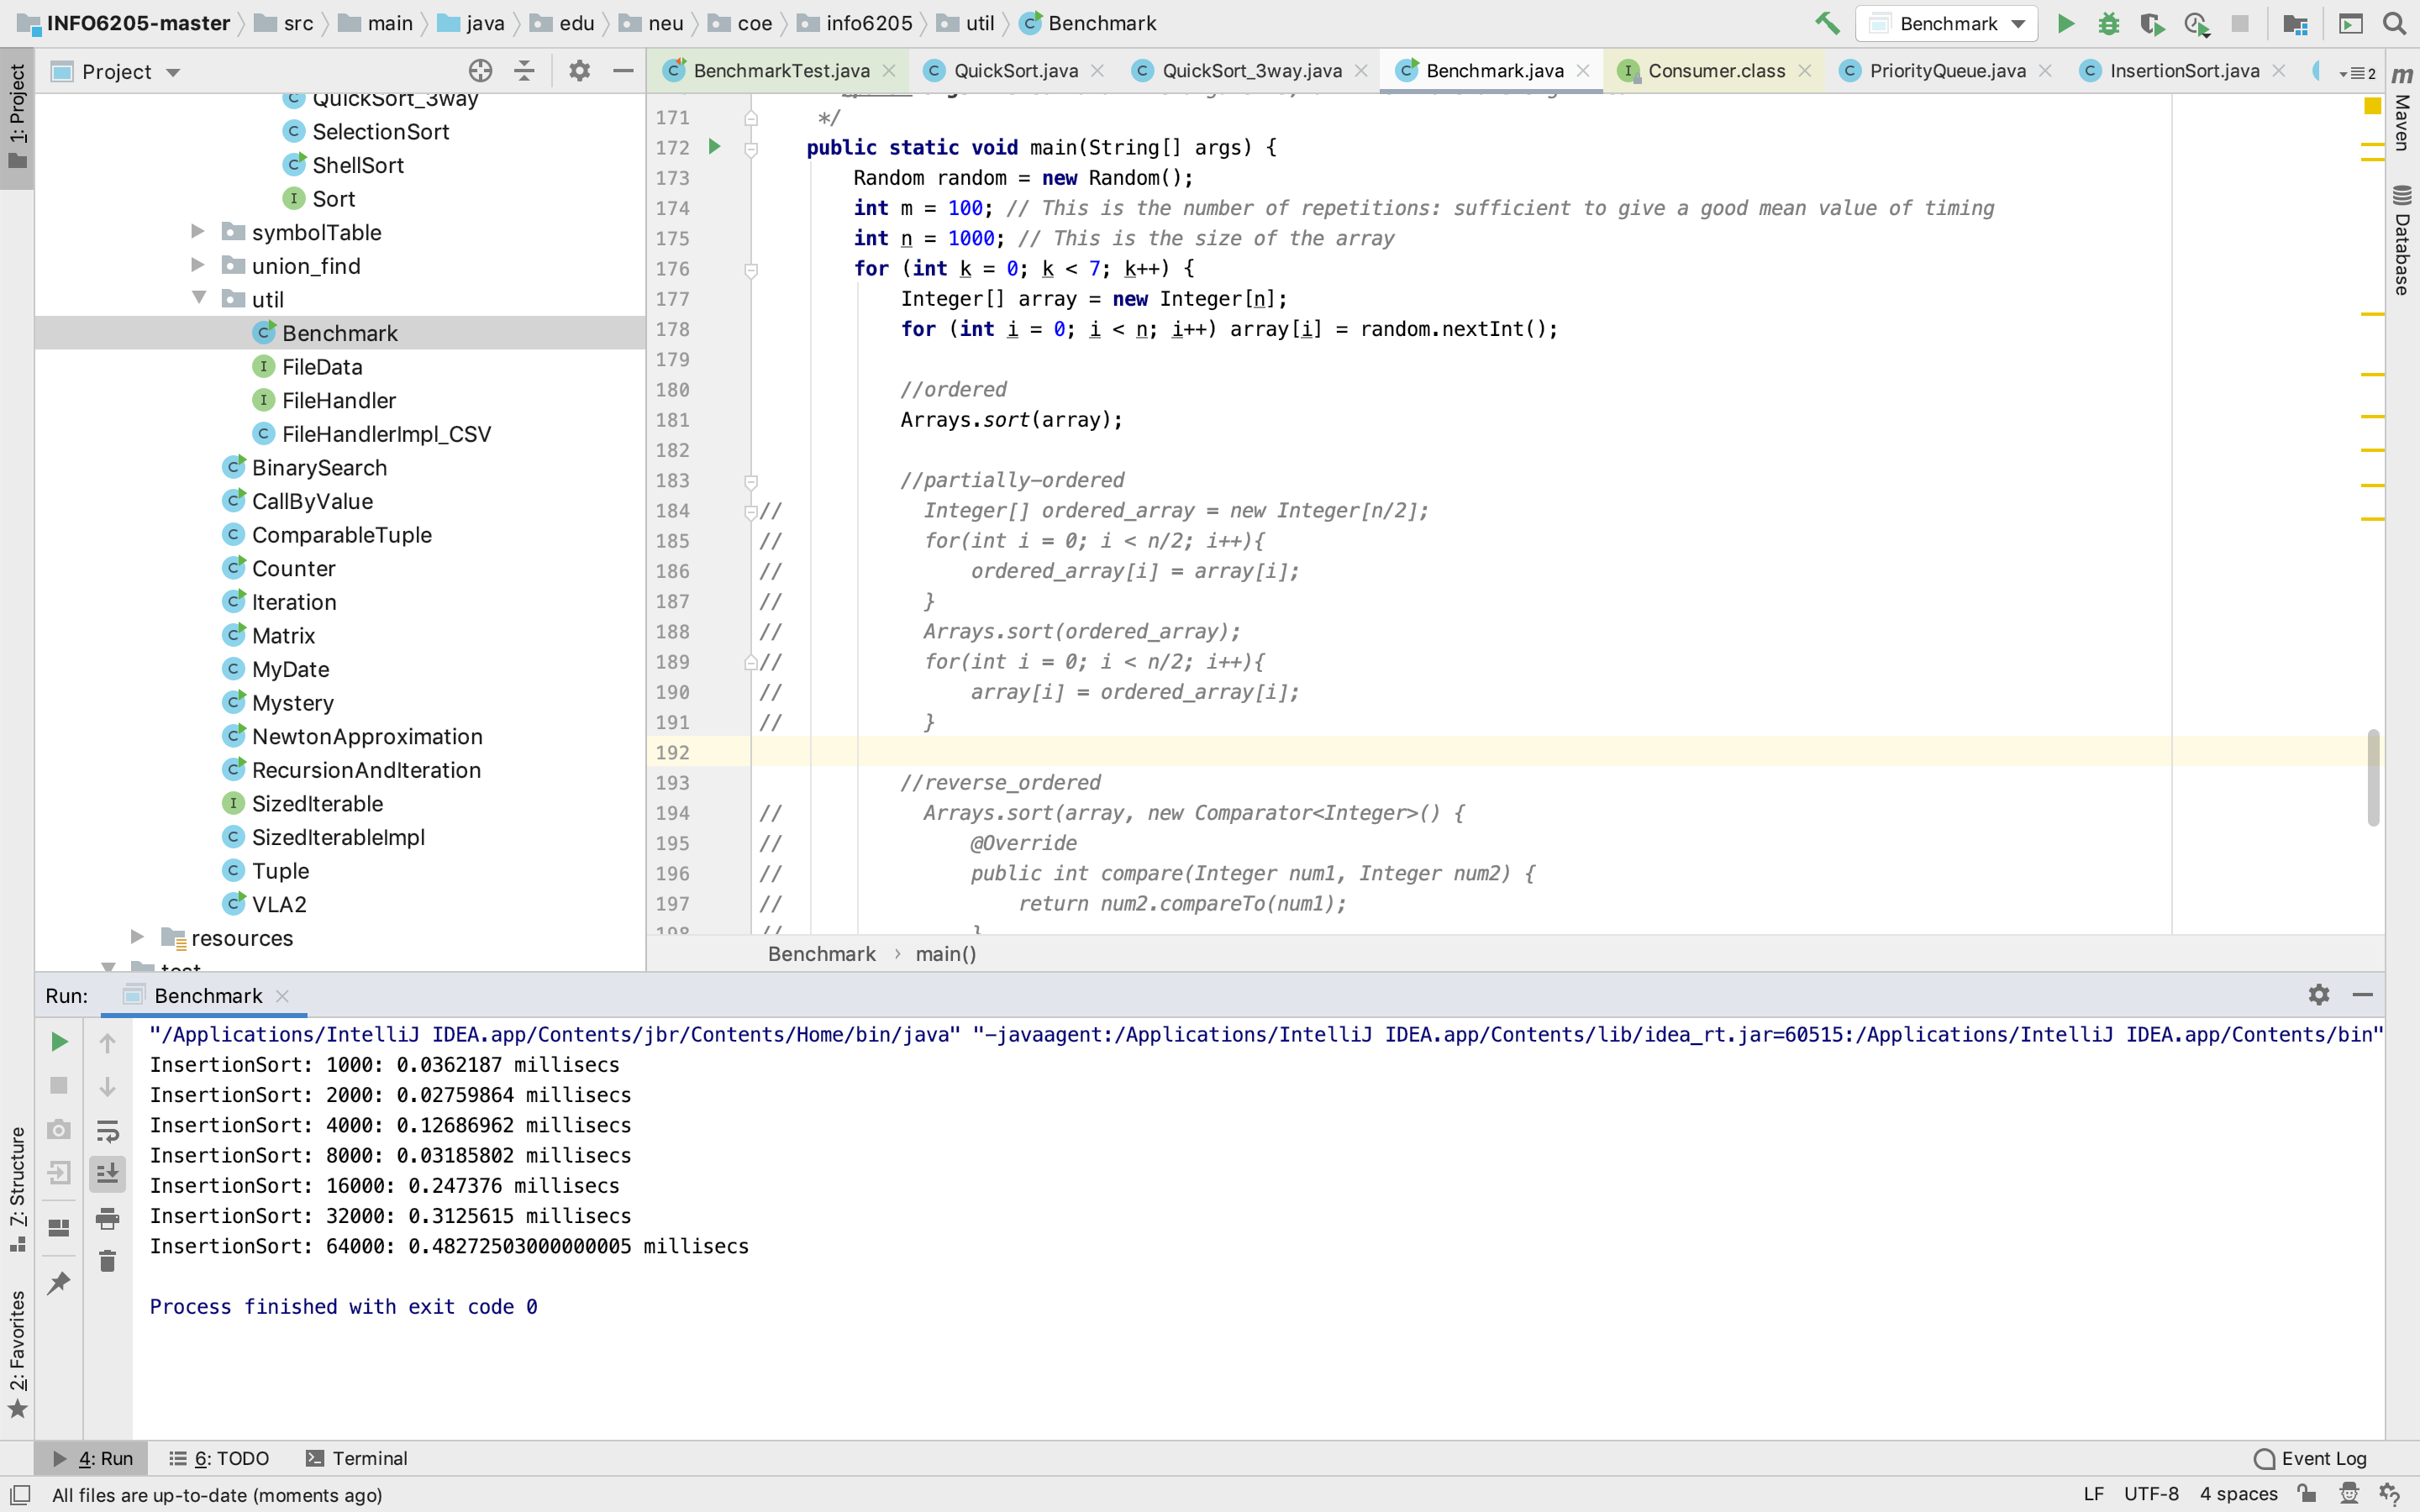 INFO6205-master src main java edu neu coe info6205 util Benchmark
Benchmark
1: Project
Project
BenchmarkTest.java
QuickSort.java
QuickSort_3way.java
Benchmark.java
Consumer.class
PriorityQueue.java
InsertionSort.java
2
Maven
Database
QuickSort_3way
SelectionSort
ShellSort
Sort
symbolTable
union_find
util
Benchmark
FileData
FileHandler
FileHandlerImpl_CSV
BinarySearch
CallByValue
ComparableTuple
Counter
Iteration
Matrix
MyDate
Mystery
NewtonApproximation
RecursionAndIteration
SizedIterable
SizedIterableImpl
Tuple
VLA2
resources
test
171 */
172 public static void main(String[] args) {
173 Random random = new Random();
174 int m = 100; // This is the number of repetitions: sufficient to give a good mean value of timing
175 int n = 1000; // This is the size of the array
176 for (int k = 0; k < 7; k++) {
177 Integer[] array = new Integer[n];
178 for (int i = 0; i < n; i++) array[i] = random.nextInt();
179
180 //ordered
181 Arrays.sort(array);
182
183 //partially-ordered
184 // Integer[] ordered_array = new Integer[n/2];
185 // for(int i = 0; i < n/2; i++){
186 // ordered_array[i] = array[i];
187 // }
188 // Arrays.sort(ordered_array);
189 // for(int i = 0; i < n/2; i++){
190 // array[i] = ordered_array[i];
191 // }
192
193 //reverse_ordered
194 // Arrays.sort(array, new Comparator<Integer>() {
195 // @Override
196 // public int compare(Integer num1, Integer num2) {
197 // return num2.compareTo(num1);
198 // }
Benchmark › main()
Run: Benchmark
"/Applications/IntelliJ IDEA.app/Contents/jbr/Contents/Home/bin/java" "-javaagent:/Applications/IntelliJ IDEA.app/Contents/lib/idea_rt.jar=60515:/Applications/IntelliJ IDEA.app/Contents/bin"
InsertionSort: 1000: 0.0362187 millisecs
InsertionSort: 2000: 0.02759864 millisecs
InsertionSort: 4000: 0.12686962 millisecs
InsertionSort: 8000: 0.03185802 millisecs
InsertionSort: 16000: 0.247376 millisecs
InsertionSort: 32000: 0.3125615 millisecs
InsertionSort: 64000: 0.48272503000000005 millisecs
Process finished with exit code 0
7: Structure
2: Favorites
4: Run 6: TODO Terminal Event Log
All files are up-to-date (moments ago) LF UTF-8 4 spaces